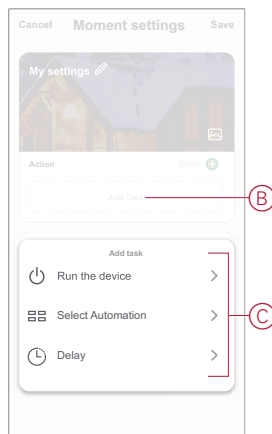 Cancel Moment settings Save
My settings
Action
Add Task
B
Add task
Run the device
Select Automation
C
Delay